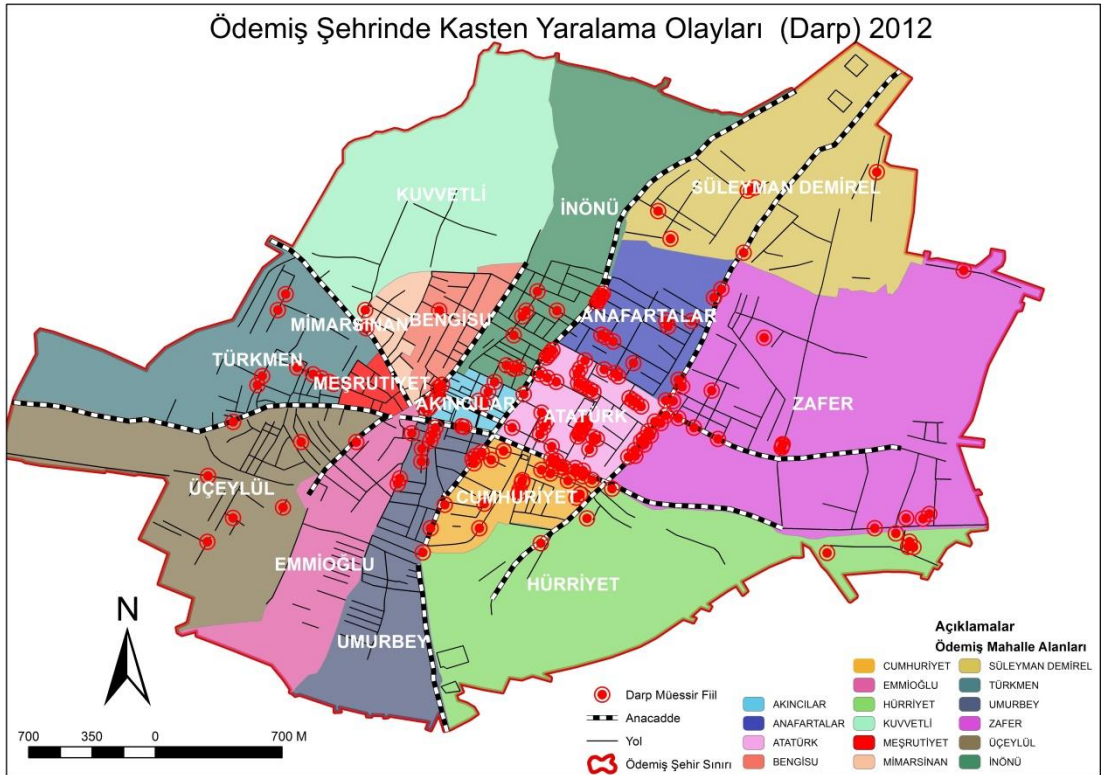 Ödemiş Şehrinde Kasten Yaralama Olayları (Darp) 2012
KUVVETLİ
İNÖNÜ
SÜLEYMAN DEMİREL
MİMARSİNAN
BENGİSU
ANAFARTALAR
TÜRKMEN
MEŞRUTİYET
AKINCILAR
ATATÜRK
ZAFER
ÜÇEYLÜL
CUMHURİYET
EMMİOĞLU
HÜRRİYET
UMURBEY
N
700 350 0 700 M
Açıklamalar
Ödemiş Mahalle Alanları
Darp Müessir Fiil
Anacadde
Yol
Ödemiş Şehir Sınırı
AKINCILAR
ANAFARTALAR
ATATÜRK
BENGİSU
CUMHURİYET
EMMİOĞLU
HÜRRİYET
KUVVETLİ
MEŞRUTİYET
MİMARSİNAN
SÜLEYMAN DEMİREL
TÜRKMEN
UMURBEY
ZAFER
ÜÇEYLÜL
İNÖNÜ